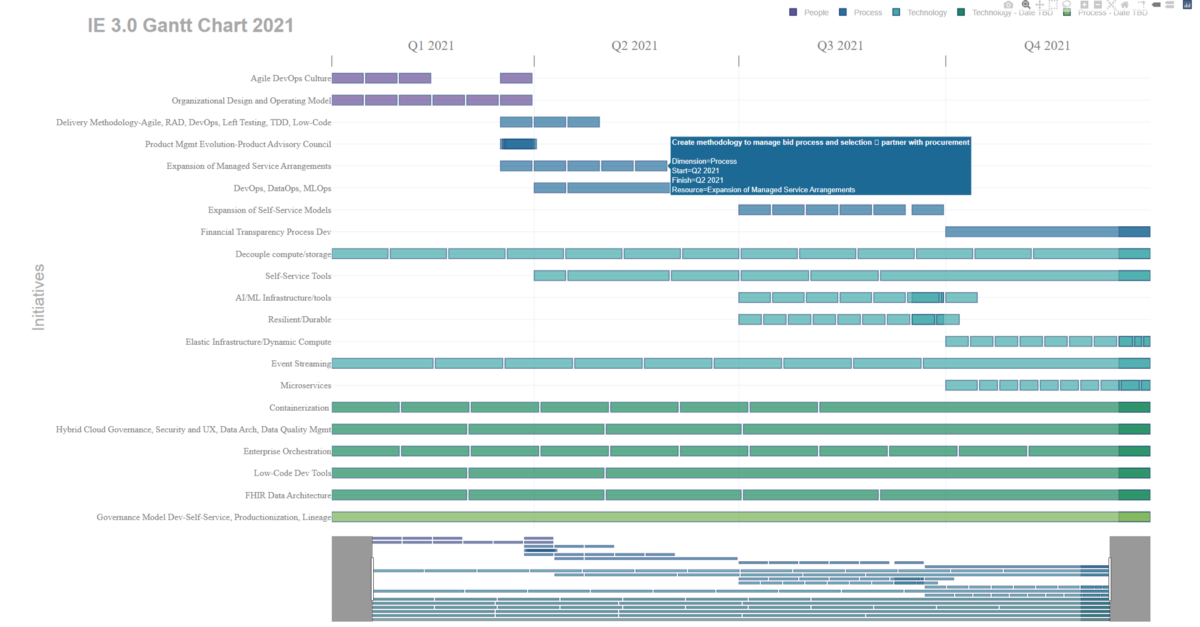 IE 3.0 Gantt Chart 2021
People
Process
Technology
Technology - Date TBD
Process - Date TBD
Q1 2021
Q2 2021
Q3 2021
Q4 2021
Initiatives
Agile DevOps Culture
Organizational Design and Operating Model
Delivery Methodology-Agile, RAD, DevOps, Left Testing, TDD, Low-Code
Product Mgmt Evolution-Product Advisory Council
Expansion of Managed Service Arrangements
DevOps, DataOps, MLOps
Expansion of Self-Service Models
Financial Transparency Process Dev
Decouple compute/storage
Self-Service Tools
AI/ML Infrastructure/tools
Resilient/Durable
Elastic Infrastructure/Dynamic Compute
Event Streaming
Microservices
Containerization
Hybrid Cloud Governance, Security and UX, Data Arch, Data Quality Mgmt
Enterprise Orchestration
Low-Code Dev Tools
FHIR Data Architecture
Governance Model Dev-Self-Service, Productionization, Lineage
Create methodology to manage bid process and selection  partner with procurement
Dimension=Process
Start=Q2 2021
Finish=Q2 2021
Resource=Expansion of Managed Service Arrangements